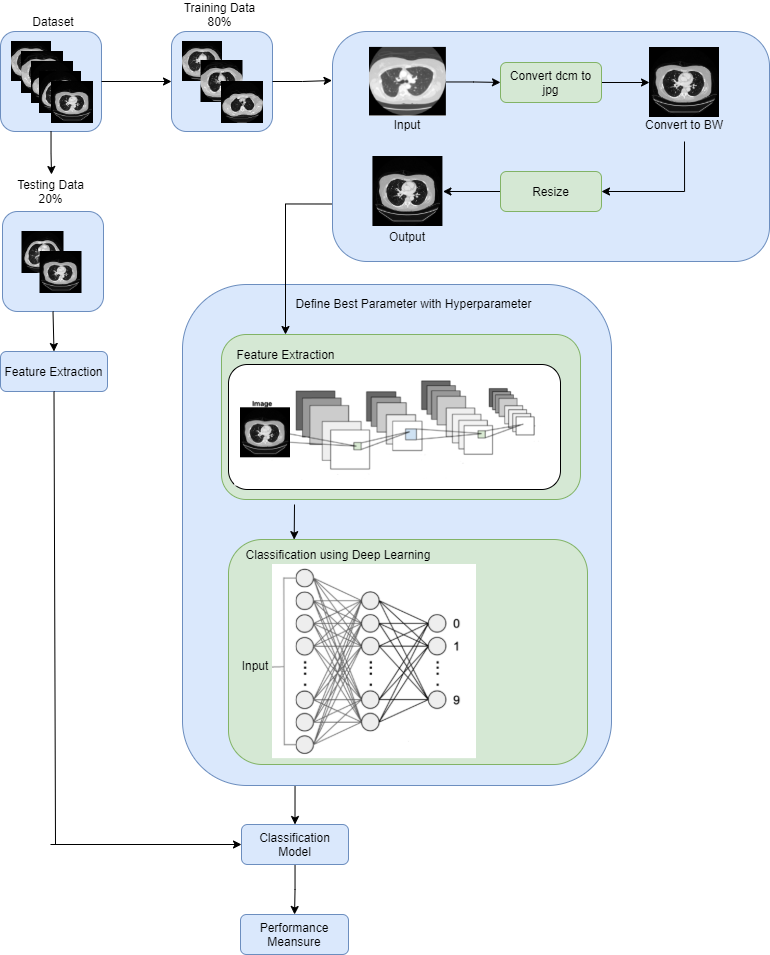 Dataset
Training Data
80%
Convert dcm to
jpg
Input
Convert to BW
Resize
Output
Testing Data
20%
Feature Extraction
Define Best Parameter with Hyperparameter
Feature Extraction
Image
Classification using Deep Learning
Input
0
1
9
Classification
Model
Performance
Meansure